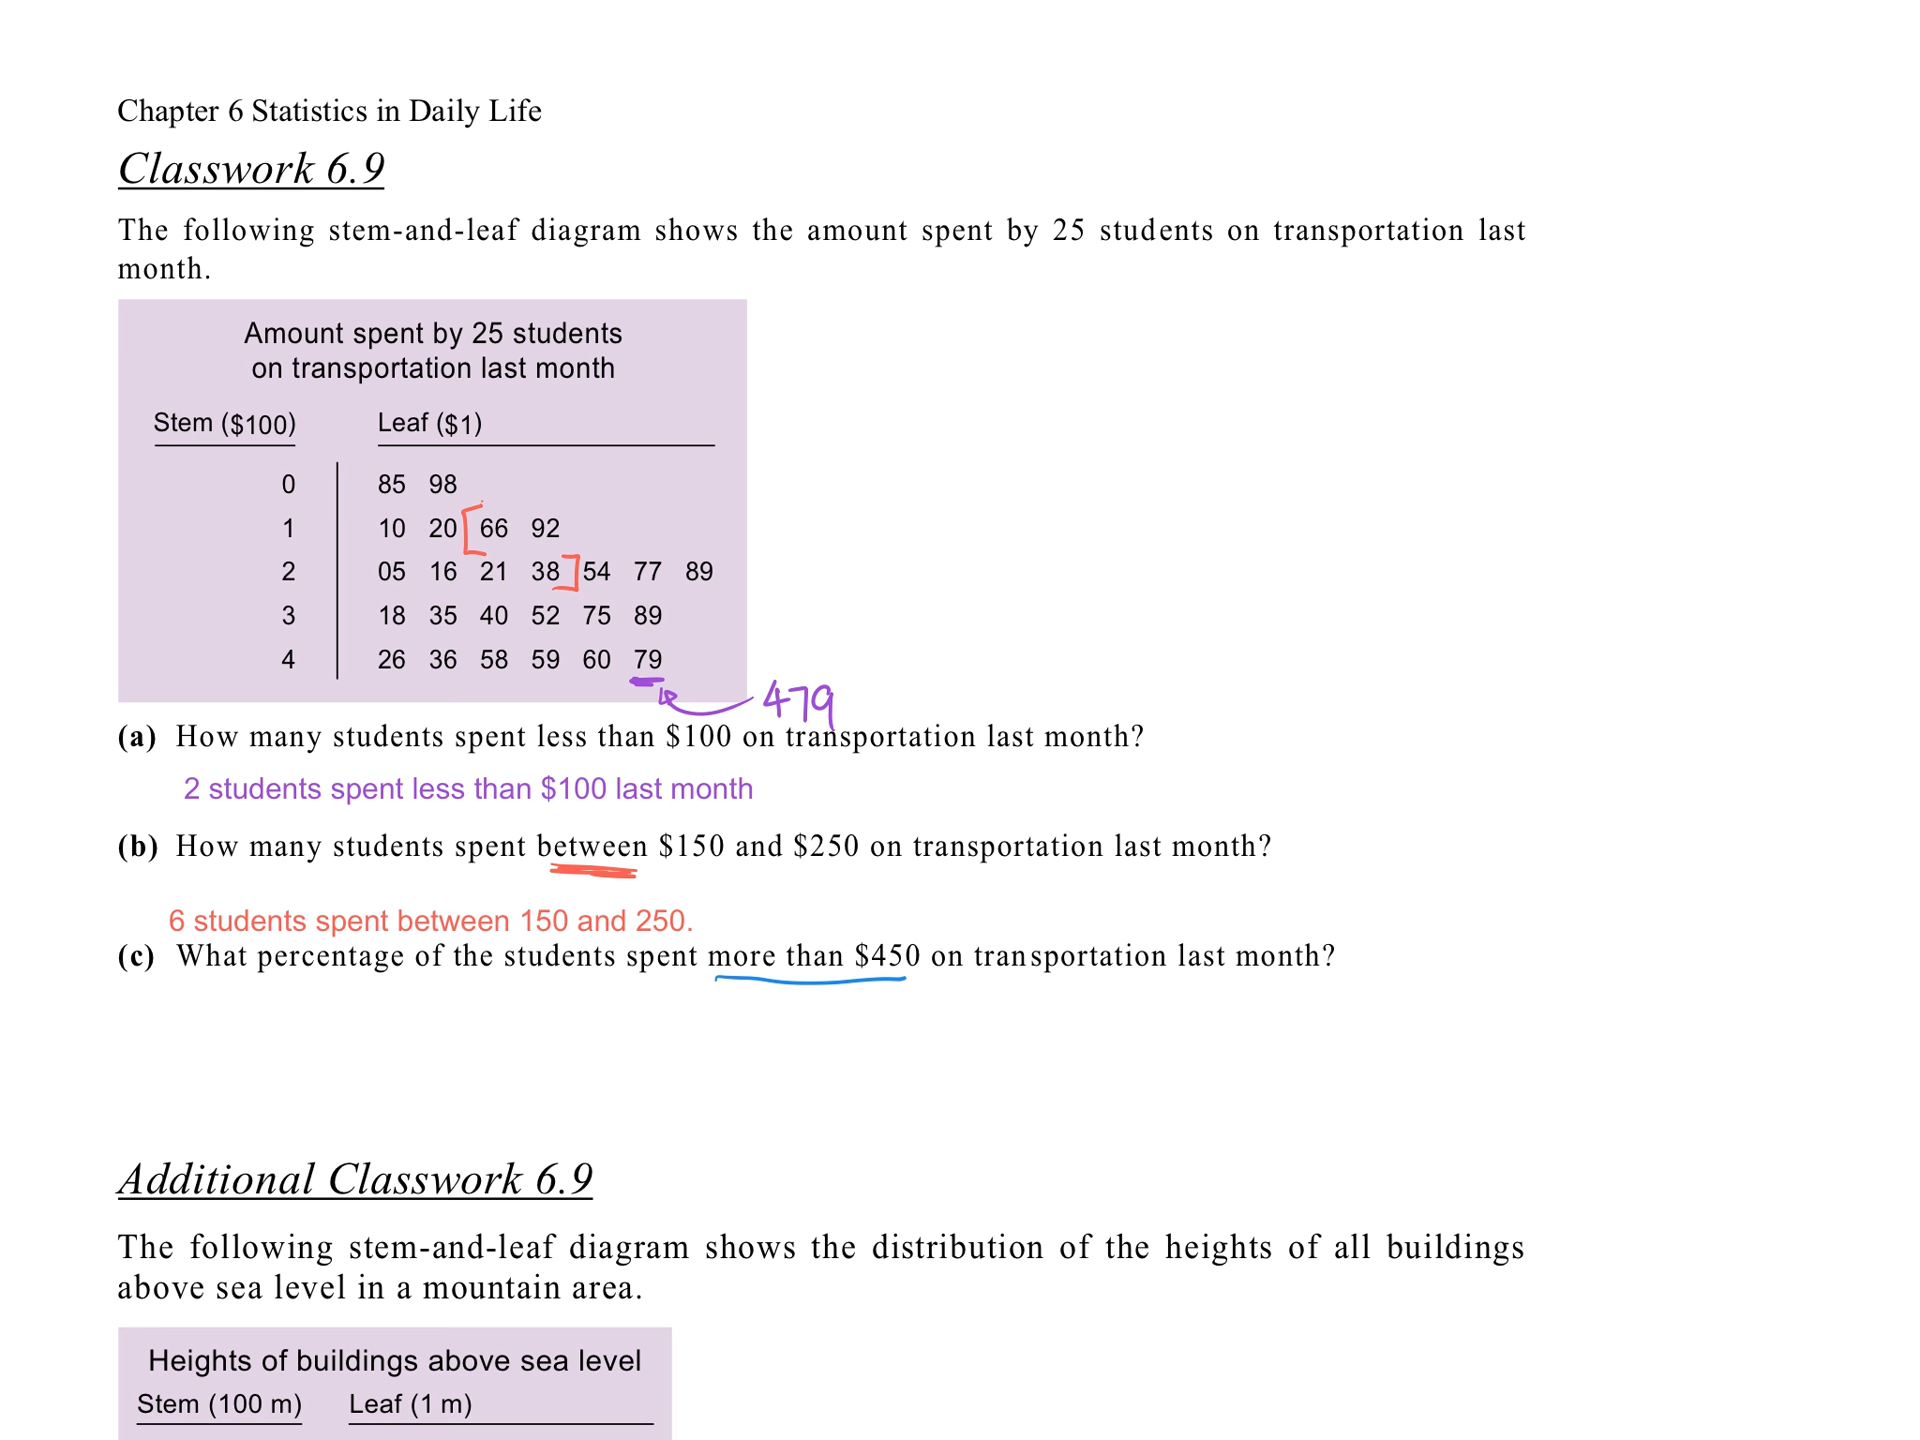 Chapter 6 Statistics in Daily Life
Classwork 6.9
The following stem-and-leaf diagram shows the amount spent by 25 students on transportation last
month.
Amount spent by 25 students
on transportation last month
Stem ($100) Leaf ($1)
0 85 98
1 10 20 66 92
2 05 16 21 38 54 77 89
3 18 35 40 52 75 89
4 26 36 58 59 60 79
479
(a) How many students spent less than $100 on transportation last month?
2 students spent less than $100 last month
(b) How many students spent between $150 and $250 on transportation last month?
6 students spent between 150 and 250.
(c) What percentage of the students spent more than $450 on transportation last month?
Additional Classwork 6.9
The following stem-and-leaf diagram shows the distribution of the heights of all buildings
above sea level in a mountain area.
Heights of buildings above sea level
Stem (100 m) Leaf (1 m)